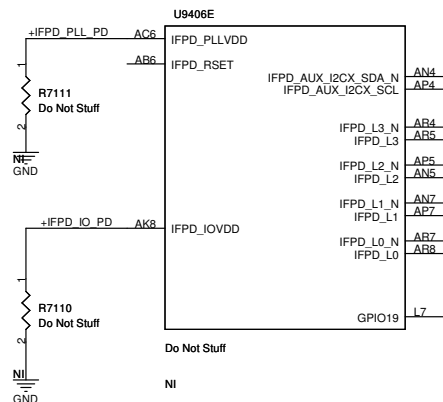 U9406E
+IFPD_PLL_PD AC6 IFPD_PLLVDD
AB6 IFPD_RSET
1
R7111
Do Not Stuff
2
NI
GND
IFPD_AUX_I2CX_SDA_N AN4
IFPD_AUX_I2CX_SCL AP4
IFPD_L3_N AR4
IFPD_L3 AR5
IFPD_L2_N AP5
IFPD_L2 AN5
IFPD_L1_N AN7
IFPD_L1 AP7
+IFPD_IO_PD AK8 IFPD_IOVDD
IFPD_L0_N AR7
IFPD_L0 AR8
1
R7110
Do Not Stuff
2
NI
GND
GPIO19 L7
Do Not Stuff
NI